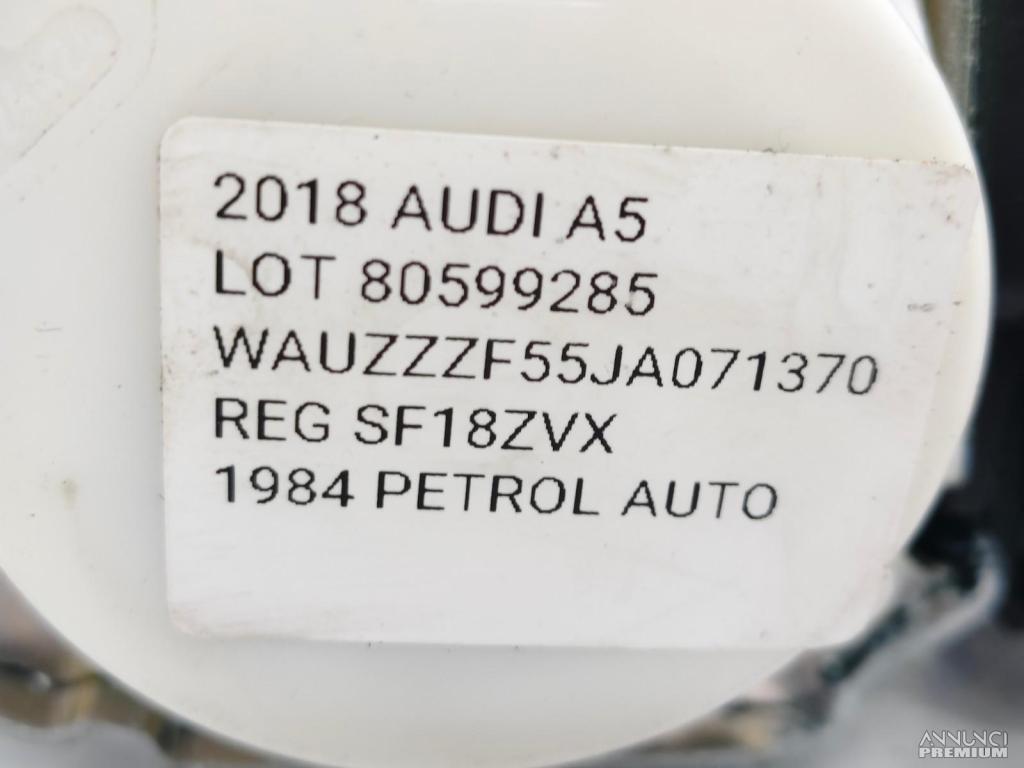 2018 AUDI A5
LOT 80599285
WAUZZZF55JA071370
REG SF18ZVX
1984 PETROL AUTO
ANNUNCI
PREMIUM